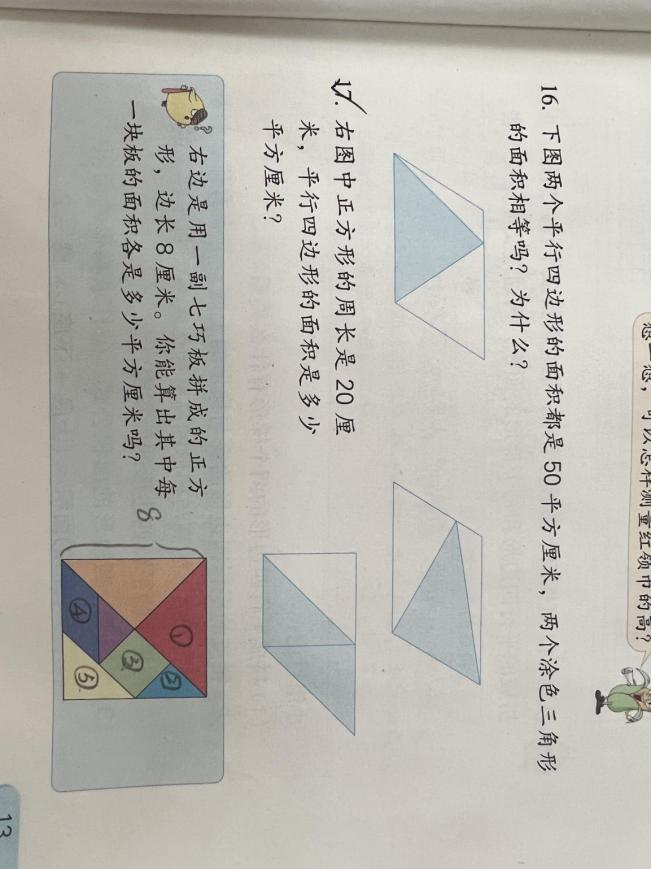 想一想，可以怎样测量红领巾的高？
16. 下图两个平行四边形的面积都是 50 平方厘米，两个涂色三角形
的面积相等吗？为什么？
17. 右图中正方形的周长是 20 厘
米，平行四边形的面积是多少
平方厘米？
右边是用一副七巧板拼成的正方
形，边长 8 厘米。你能算出其中每
一块板的面积各是多少平方厘米吗？
8
①
②
③
④
⑤
13